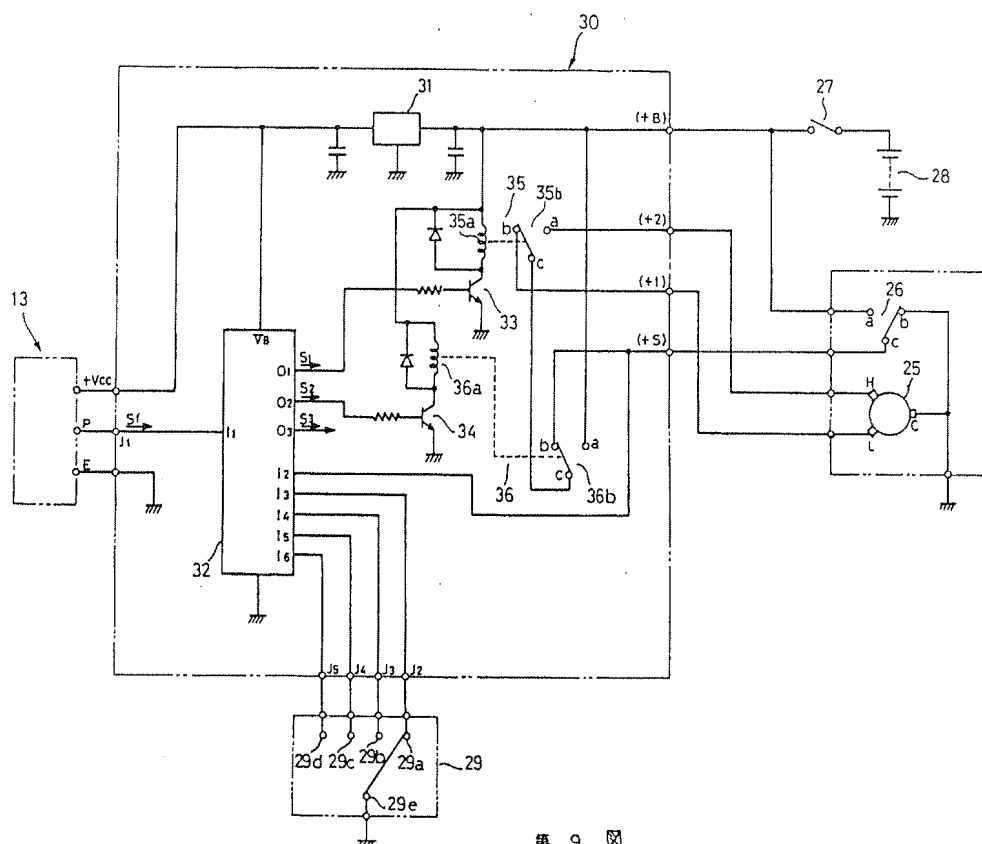 30
31
(+B)
27
28
35
35b
35a
b
a
c
(+2)
(+1)
33
13
+Vcc
P
Sf
J1
E
VB
I1
O1
S1
O2
S2
O3
S3
I2
I3
I4
I5
I6
32
36a
34
(+S)
b
a
c
36
36b
26
a
b
c
25
H
L
C
J5
J4
J3
J2
29d
29c
29b
29a
29
29e
第 9 図